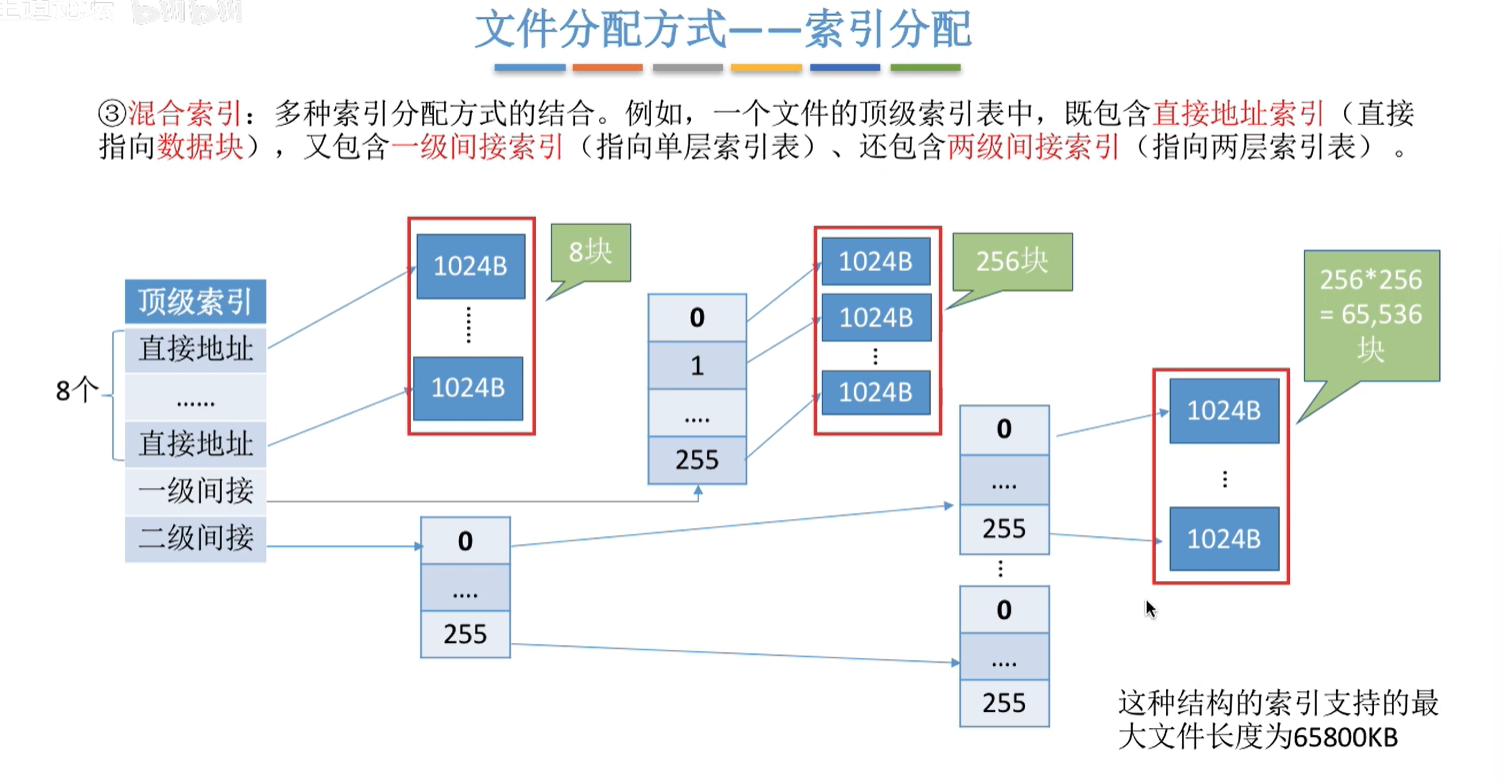 文件分配方式——索引分配
③混合索引：多种索引分配方式的结合。例如，一个文件的顶级索引表中，既包含直接地址索引（直接
指向数据块），又包含一级间接索引（指向单层索引表）、还包含两级间接索引（指向两层索引表）。
顶级索引
直接地址
......
直接地址
一级间接
二级间接
8个
1024B
1024B
8块
0
1
....
255
1024B
1024B
1024B
256块
0
....
255
0
....
255
0
....
255
1024B
1024B
256*256
= 65,536
块
这种结构的索引支持的最
大文件长度为65800KB